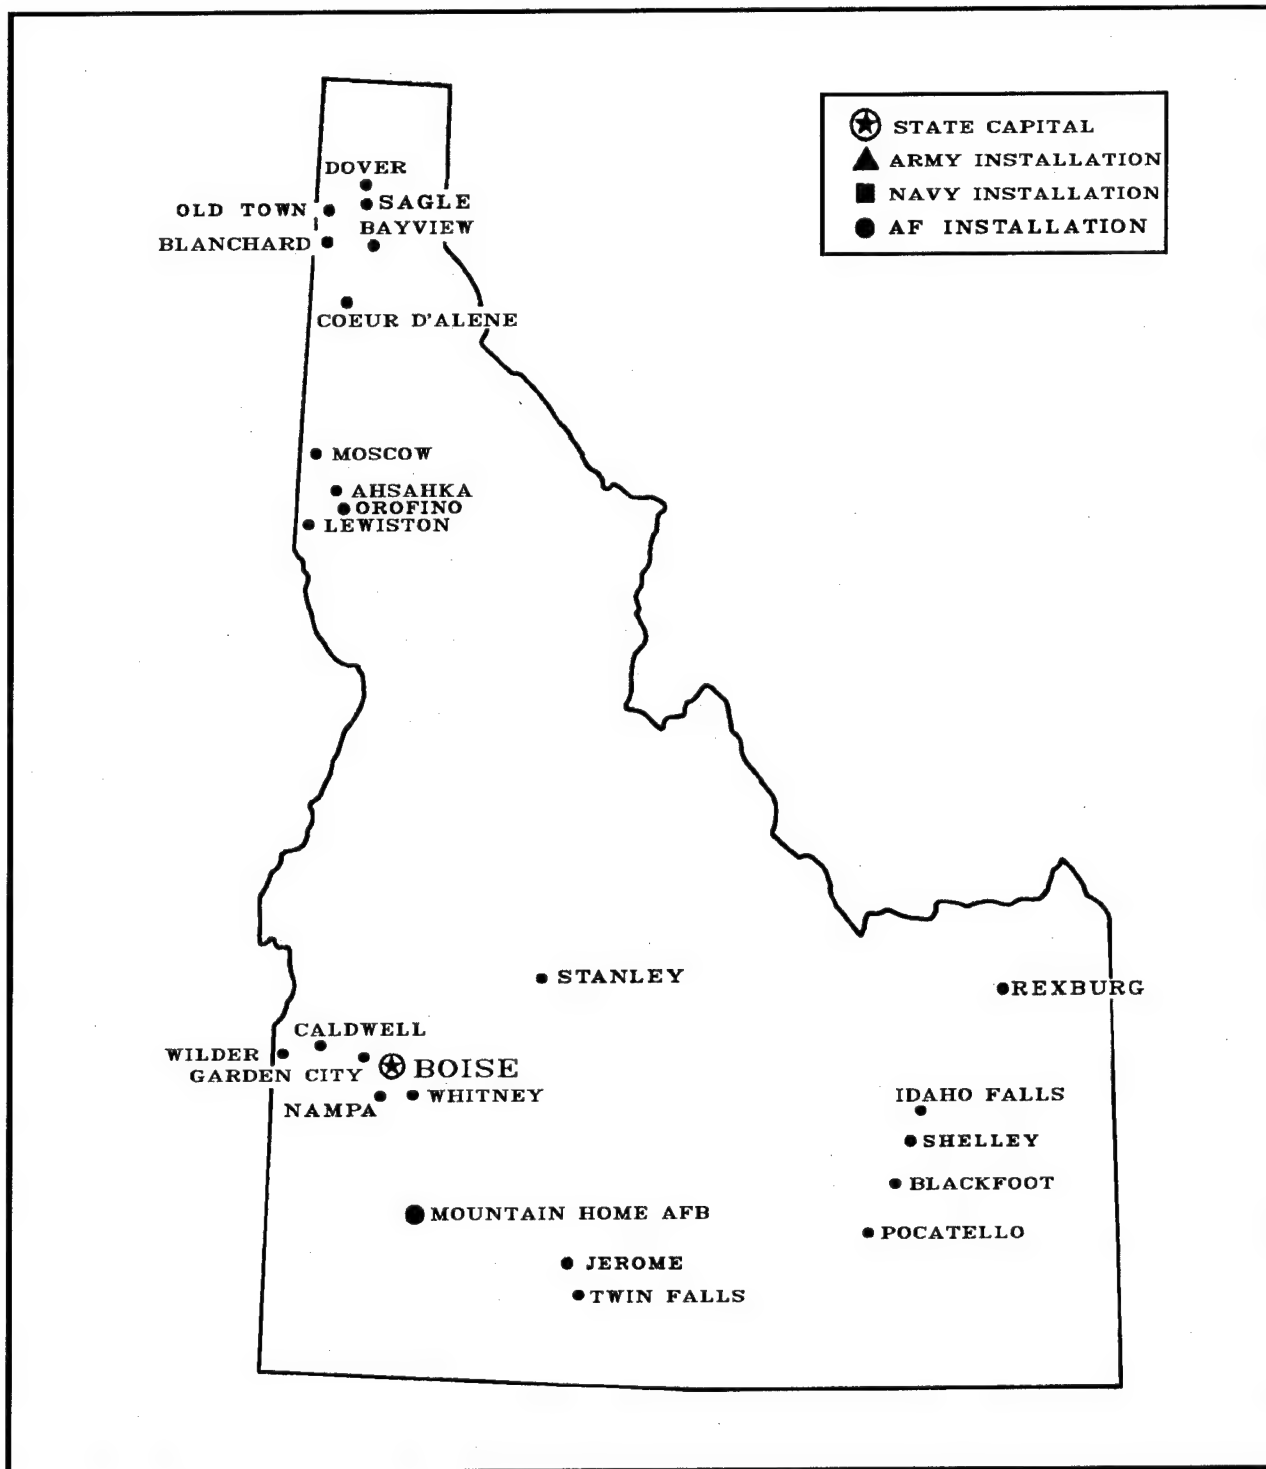 STATE CAPITAL
ARMY INSTALLATION
NAVY INSTALLATION
AF INSTALLATION
DOVER
SAGLE
OLD TOWN
BAYVIEW
BLANCHARD
COEUR D'ALENE
MOSCOW
AHSAHKA
OROFINO
LEWISTON
STANLEY
REXBURG
CALDWELL
WILDER
GARDEN CITY
BOISE
NAMPA
WHITNEY
IDAHO FALLS
SHELLEY
BLACKFOOT
MOUNTAIN HOME AFB
POCATELLO
JEROME
TWIN FALLS